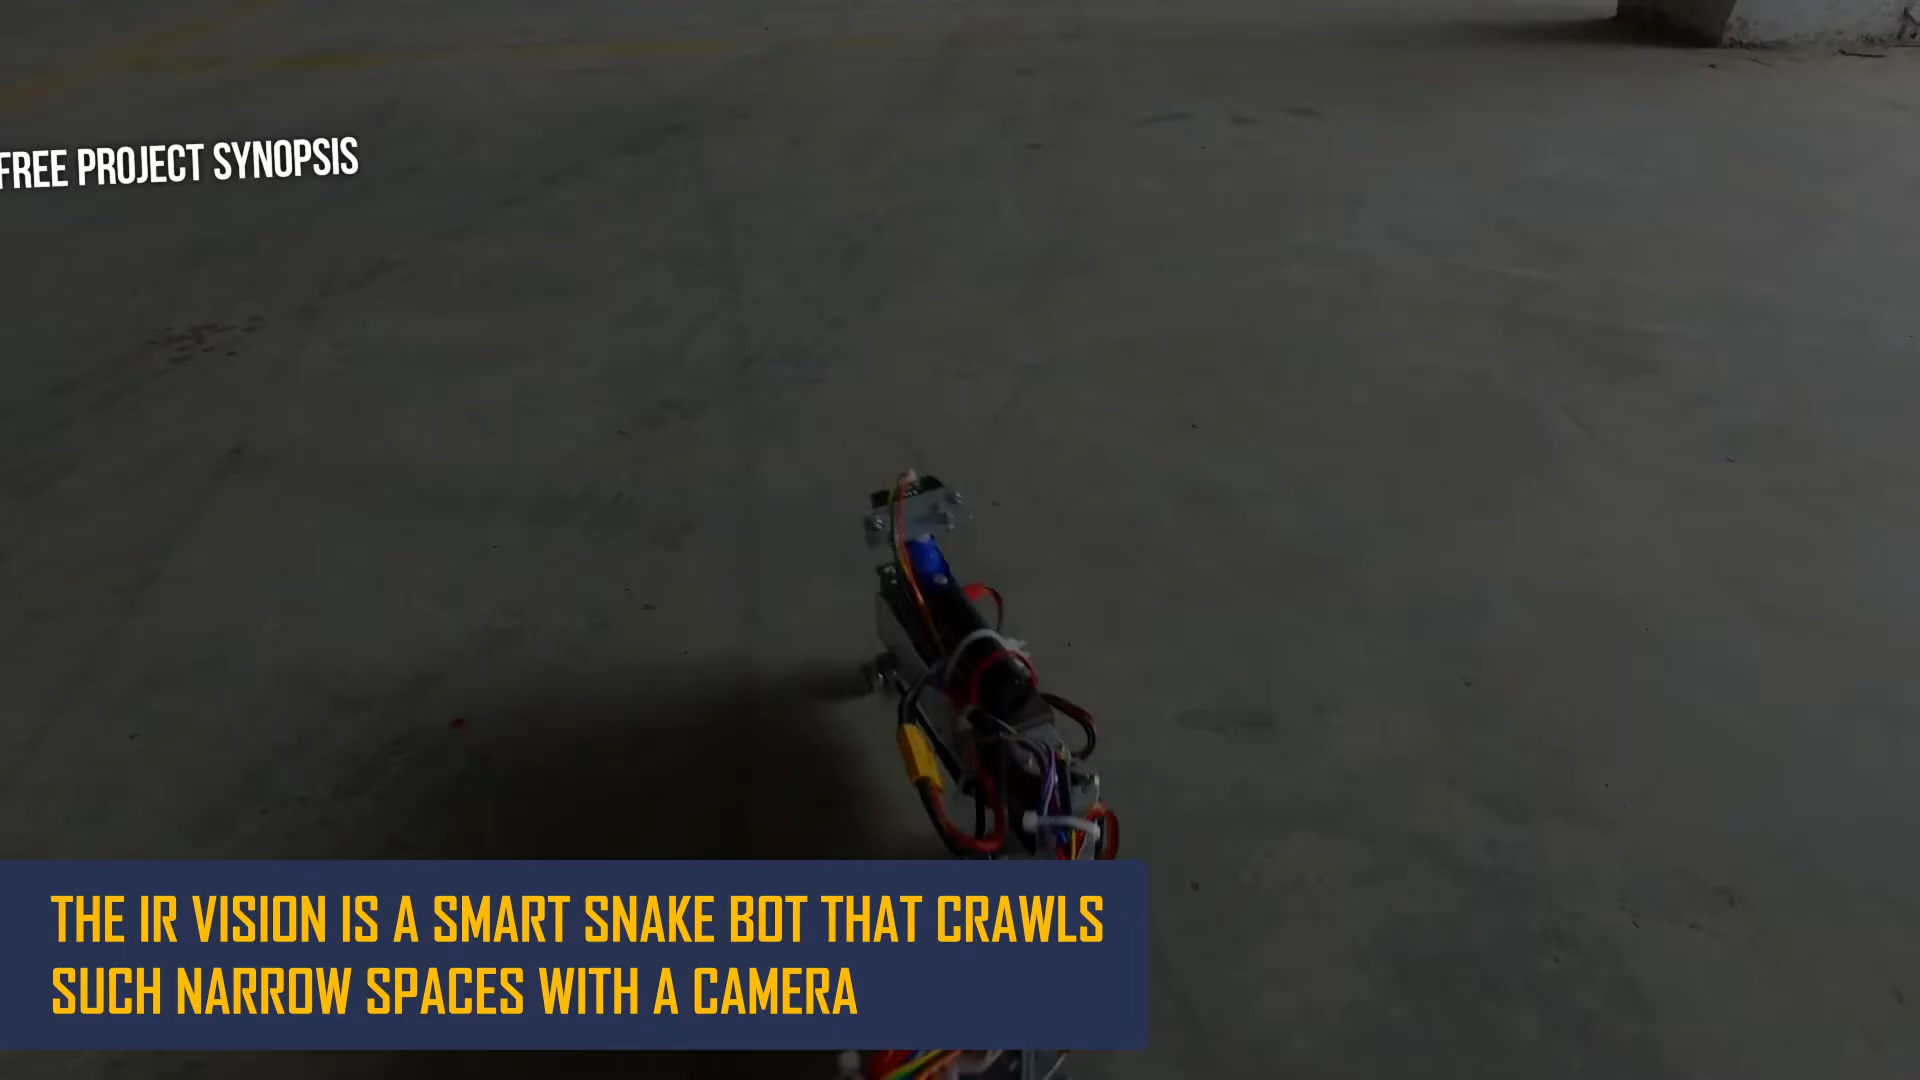 FREE PROJECT SYNOPSIS
THE IR VISION IS A SMART SNAKE BOT THAT CRAWLS
SUCH NARROW SPACES WITH A CAMERA